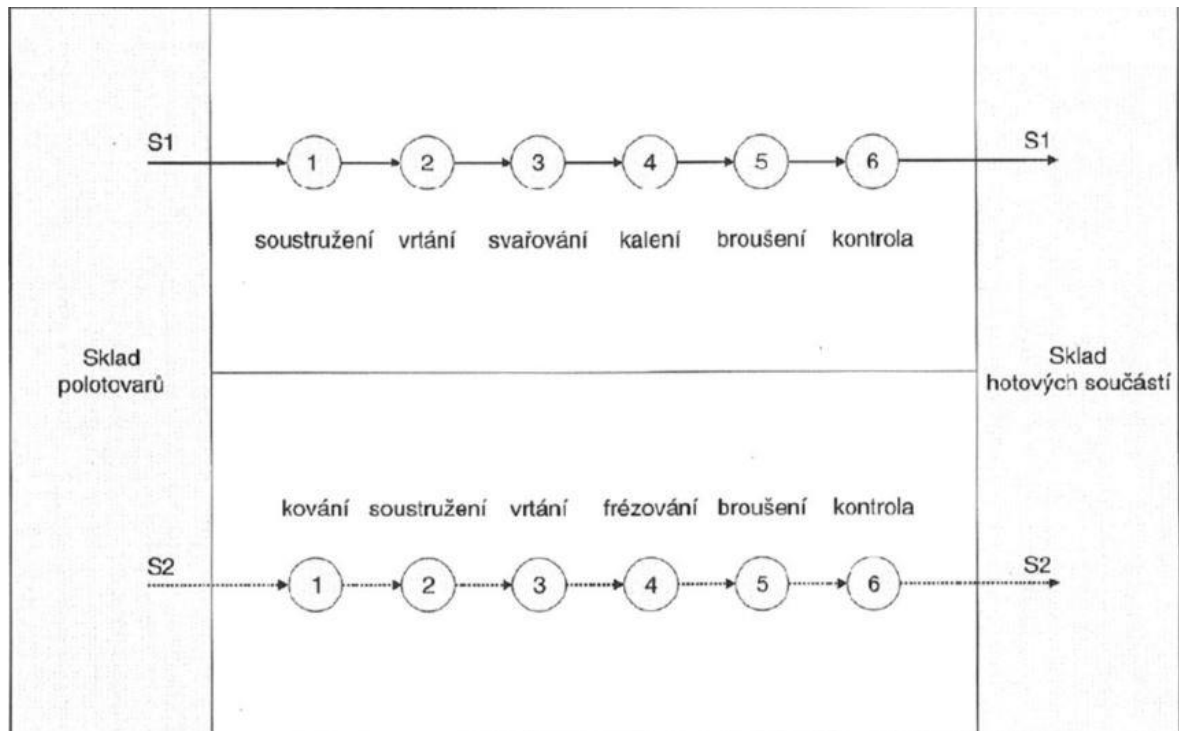 S1
S1
1 2 3 4 5 6
soustružení vrtání svařování kalení broušení kontrola
Sklad
polotovarů
Sklad
hotových součástí
kování soustružení vrtání frézování broušení kontrola
S2
S2
1 2 3 4 5 6